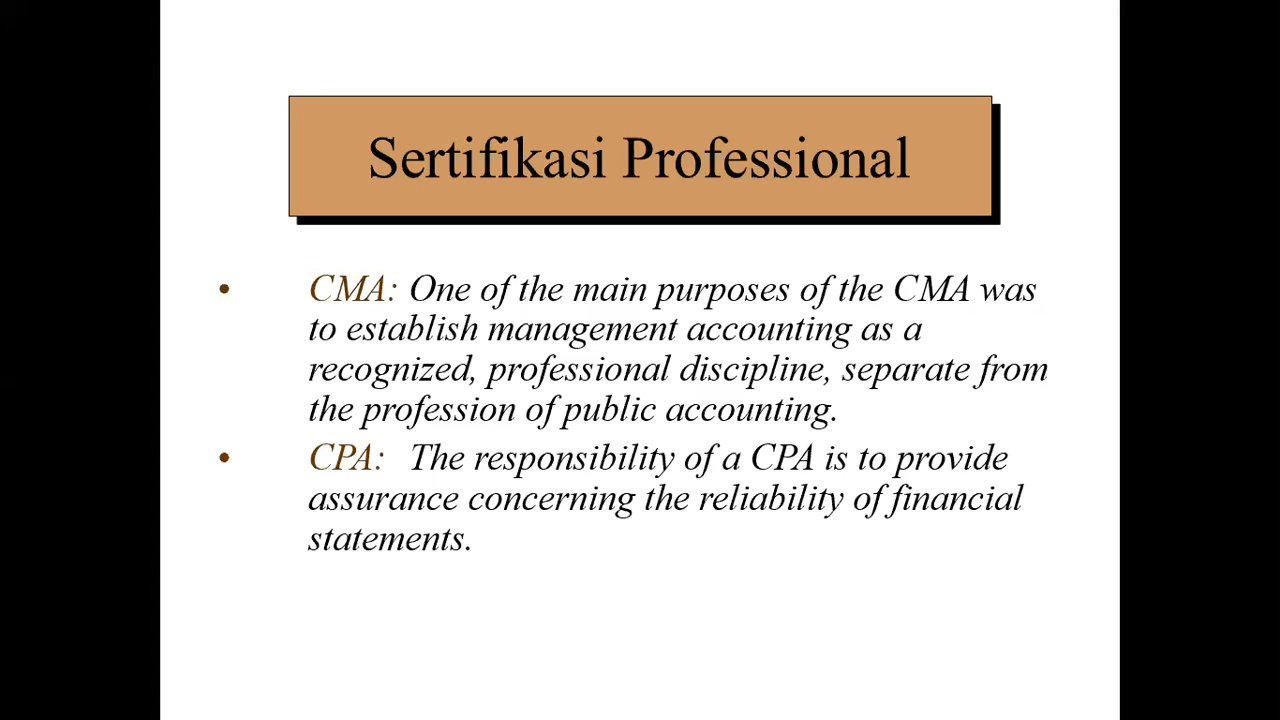 Sertifikasi Professional
• CMA: One of the main purposes of the CMA was
to establish management accounting as a
recognized, professional discipline, separate from
the profession of public accounting.
• CPA: The responsibility of a CPA is to provide
assurance concerning the reliability of financial
statements.